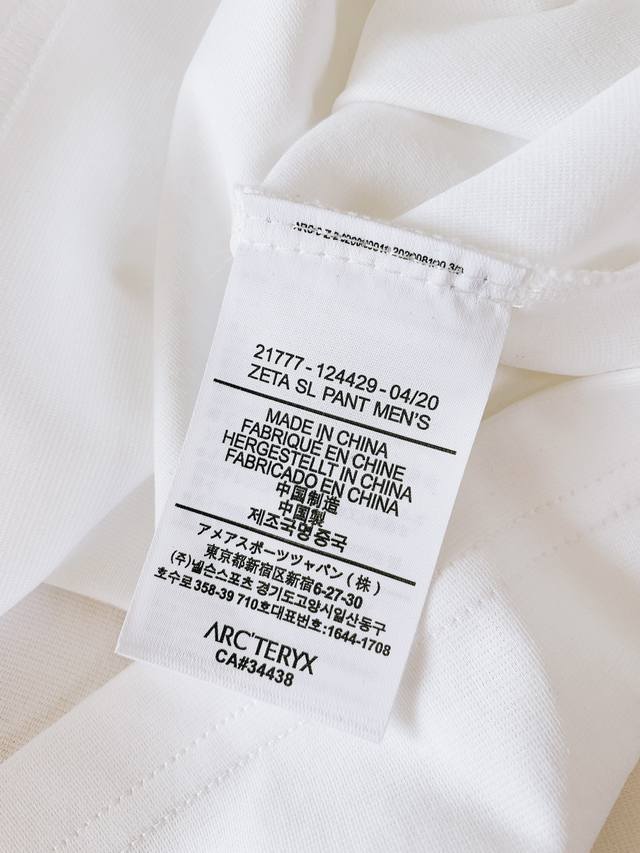 21777 - 124429 - 04/20
ZETA SL PANT MEN'S
MADE IN CHINA
FABRIQUE EN CHINE
HERGESTELLT IN CHINA
FABRICADO EN CHINA
中国制造
中国製
제조국명중국
アメアスポーツジャパン ( 株 )
東京都新宿区新宿6-27-30
(주)넬슨스포츠 경기도고양시일산동구
호수로 358-39 710호대표번호:1644-1708
ARC'TERYX
CA#34438